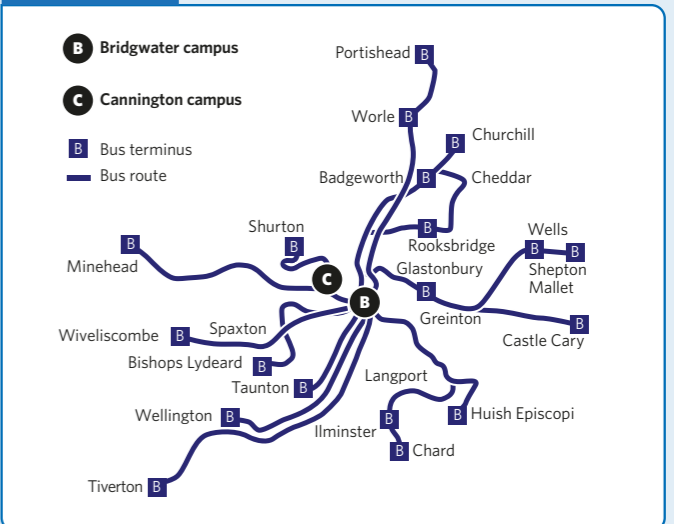 B Bridgwater campus
C Cannington campus
B Bus terminus
Bus route
Portishead B
Worle B
Churchill
B
Badgeworth B Cheddar
Shurton
B
B
Minehead
B
Rooksbridge
Wells
B B
Shepton
Mallet
Glastonbury
B
Greinton
C
B
B
Castle Cary
Wiveliscombe B Spaxton
Bishops Lydeard B
Taunton B
Langport
Wellington B
B Huish Episcopi
Ilminster B
B Chard
Tiverton B